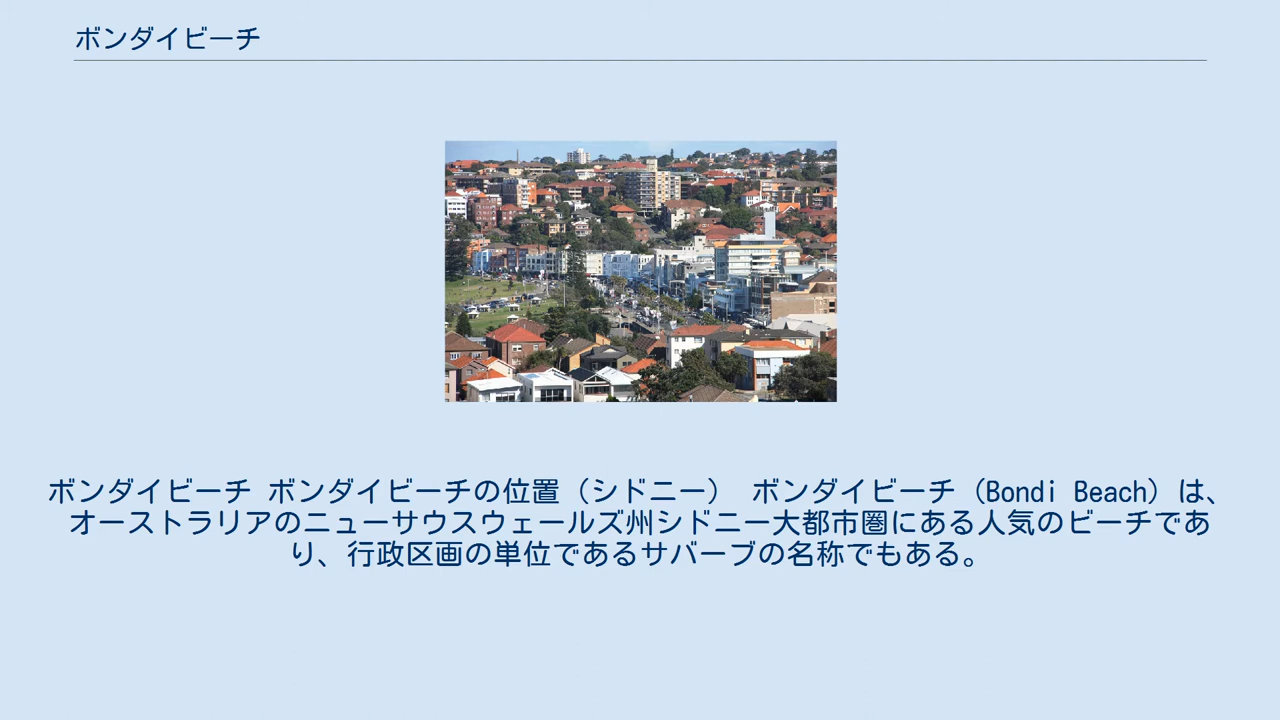 ボンダイビーチ
ボンダイビーチ ボンダイビーチの位置（シドニー） ボンダイビーチ（Bondi Beach）は、
オーストラリアのニューサウスウェールズ州シドニー大都市圏にある人気のビーチであ
り、行政区画の単位であるサバーブの名称でもある。